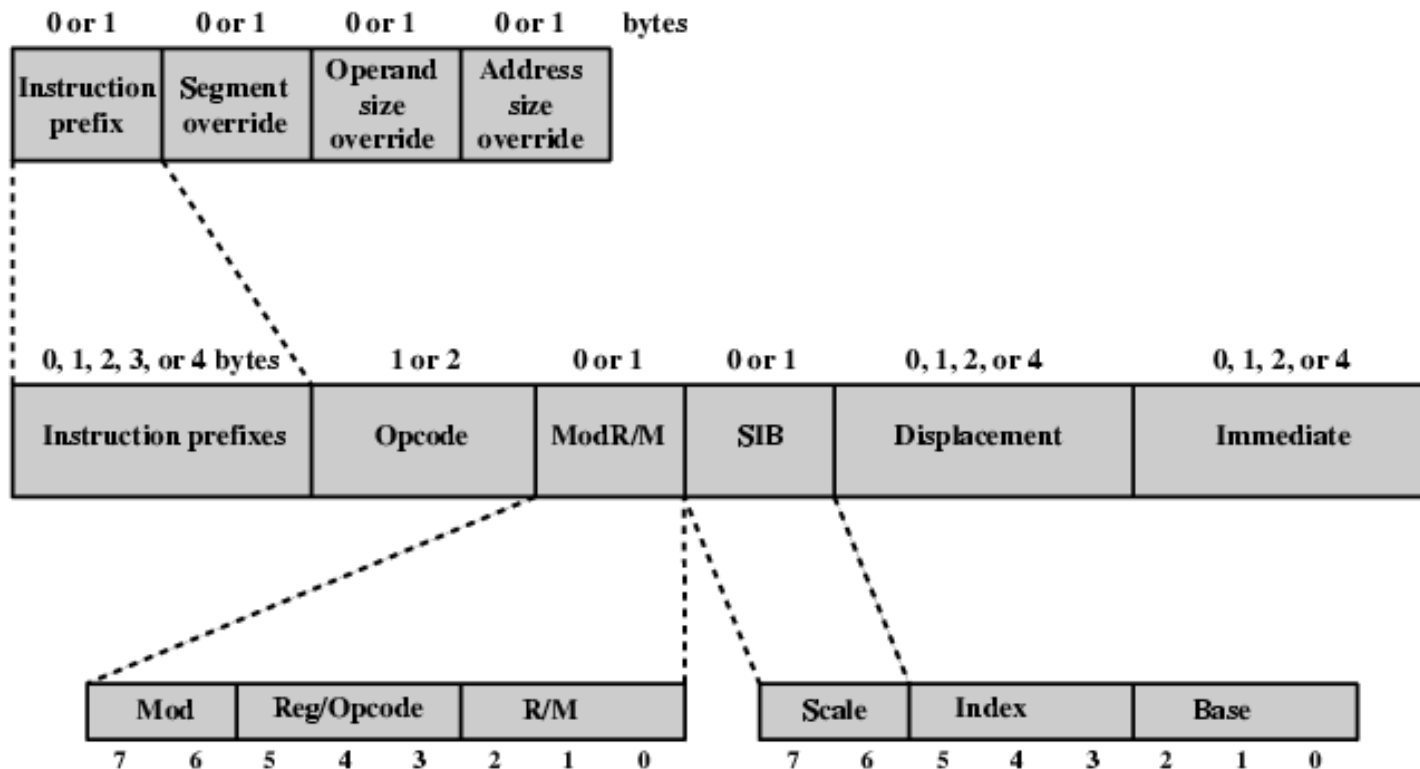 0 or 1 0 or 1 0 or 1 0 or 1 bytes
Instruction prefix
Segment override
Operand size override
Address size override
0, 1, 2, 3, or 4 bytes 1 or 2 0 or 1 0 or 1 0, 1, 2, or 4 0, 1, 2, or 4
Instruction prefixes Opcode ModR/M SIB Displacement Immediate
Mod Reg/Opcode R/M Scale Index Base
7 6 5 4 3 2 1 0 7 6 5 4 3 2 1 0